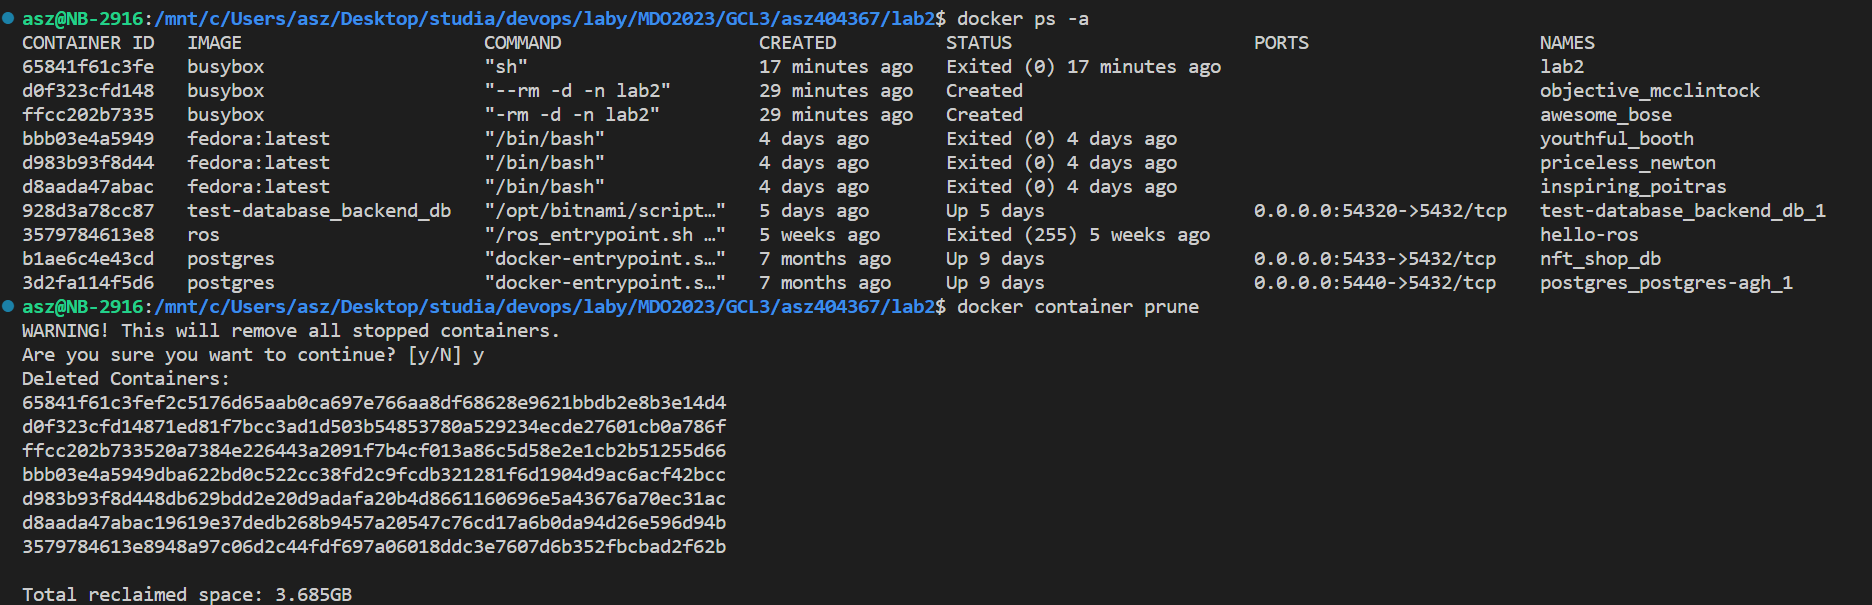 asz@NB-2916:/mnt/c/Users/asz/Desktop/studia/devops/laby/MDO2023/GCL3/asz404367/lab2$ docker ps -a
CONTAINER ID   IMAGE                      COMMAND                  CREATED          STATUS                      PORTS                     NAMES
65841f61c3fe   busybox                    "sh"                     17 minutes ago   Exited (0) 17 minutes ago                             lab2
d0f323cfd148   busybox                    "--rm -d -n lab2"        29 minutes ago   Created                                               objective_mcclintock
ffcc202b7335   busybox                    "-rm -d -n lab2"         29 minutes ago   Created                                               awesome_bose
bbb03e4a5949   fedora:latest              "/bin/bash"              4 days ago       Exited (0) 4 days ago                                 youthful_booth
d983b93f8d44   fedora:latest              "/bin/bash"              4 days ago       Exited (0) 4 days ago                                 priceless_newton
d8aada47abac   fedora:latest              "/bin/bash"              4 days ago       Exited (0) 4 days ago                                 inspiring_poitras
928d3a78cc87   test-database_backend_db   "/opt/bitnami/script…"   5 days ago       Up 5 days                   0.0.0.0:54320->5432/tcp   test-database_backend_db_1
3579784613e8   ros                        "/ros_entrypoint.sh …"   5 weeks ago      Exited (255) 5 weeks ago                              hello-ros
b1ae6c4e43cd   postgres                   "docker-entrypoint.s…"   7 months ago     Up 9 days                   0.0.0.0:5433->5432/tcp    nft_shop_db
3d2fa114f5d6   postgres                   "docker-entrypoint.s…"   7 months ago     Up 9 days                   0.0.0.0:5440->5432/tcp    postgres_postgres-agh_1
asz@NB-2916:/mnt/c/Users/asz/Desktop/studia/devops/laby/MDO2023/GCL3/asz404367/lab2$ docker container prune
WARNING! This will remove all stopped containers.
Are you sure you want to continue? [y/N] y
Deleted Containers:
65841f61c3fef2c5176d65aab0ca697e766aa8df68628e9621bbdb2e8b3e14d4
d0f323cfd14871ed81f7bcc3ad1d503b54853780a529234ecde27601cb0a786f
ffcc202b733520a7384e226443a2091f7b4cf013a86c5d58e2e1cb2b51255d66
bbb03e4a5949dba622bd0c522cc38fd2c9fcdb321281f6d1904d9ac6acf42bcc
d983b93f8d448db629bdd2e20d9adafa20b4d8661160696e5a43676a70ec31ac
d8aada47abac19619e37dedb268b9457a20547c76cd17a6b0da94d26e596d94b
3579784613e8948a97c06d2c44fdf697a06018ddc3e7607d6b352fbcbad2f62b
Total reclaimed space: 3.685GB